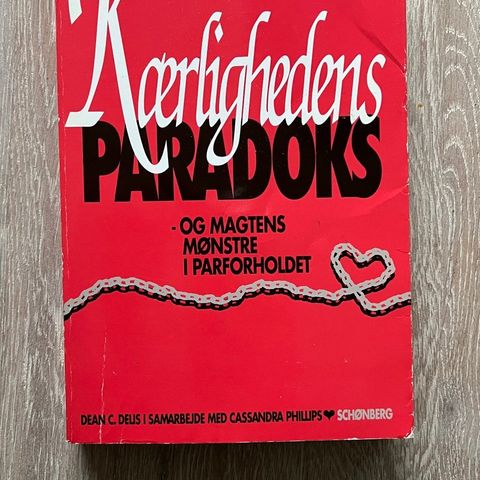 Kærlighedens
PARADOKS
- OG MAGTENS
MØNSTRE
I PARFORHOLDET
DEAN C. DELIS I SAMARBEJDE MED CASSANDRA PHILLIPS ♥ SCHØNBERG